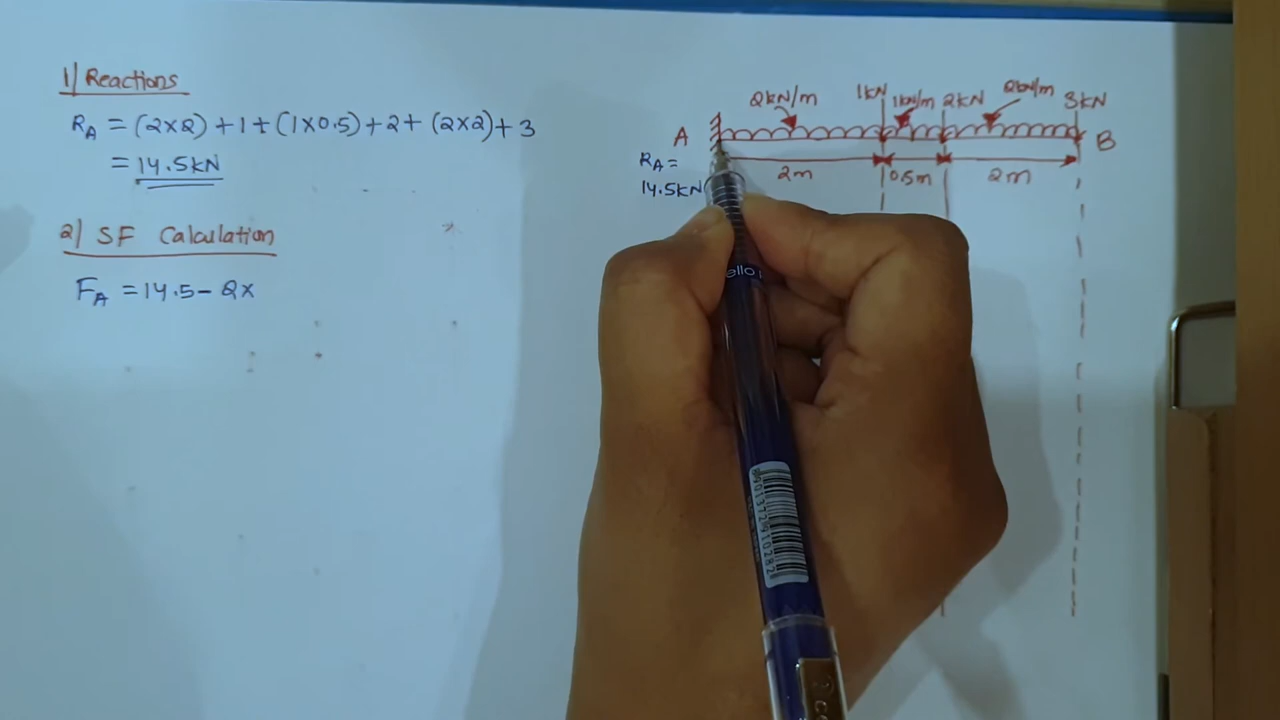 1) Reactions
RA = (2×2) + 1 + (1×0.5) + 2 + (2×2) + 3
= 14.5kN
2) SF Calculation
FA = 14.5 - 2x
2kN/m 1kN 1kN/m 2kN 2kN/m 3kN
A B
RA =
14.5kN
2m 0.5m 2m
ello